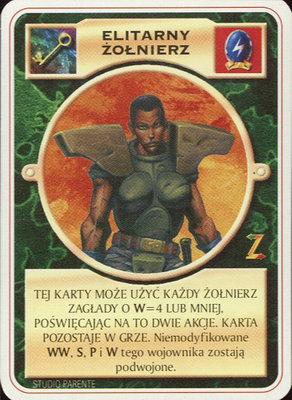 ELITARNY
ŻOŁNIERZ
Z
TEJ KARTY MOŻE UŻYĆ KAŻDY ŻOŁNIERZ
ZAGŁADY O W=4 LUB MNIEJ,
POŚWIĘCAJĄC NA TO DWIE AKCJE. KARTA
POZOSTAJE W GRZE. Niemodyfikowane
WW, S, P i W tego wojownika zostają
podwojone.
STUDIO PARENTE